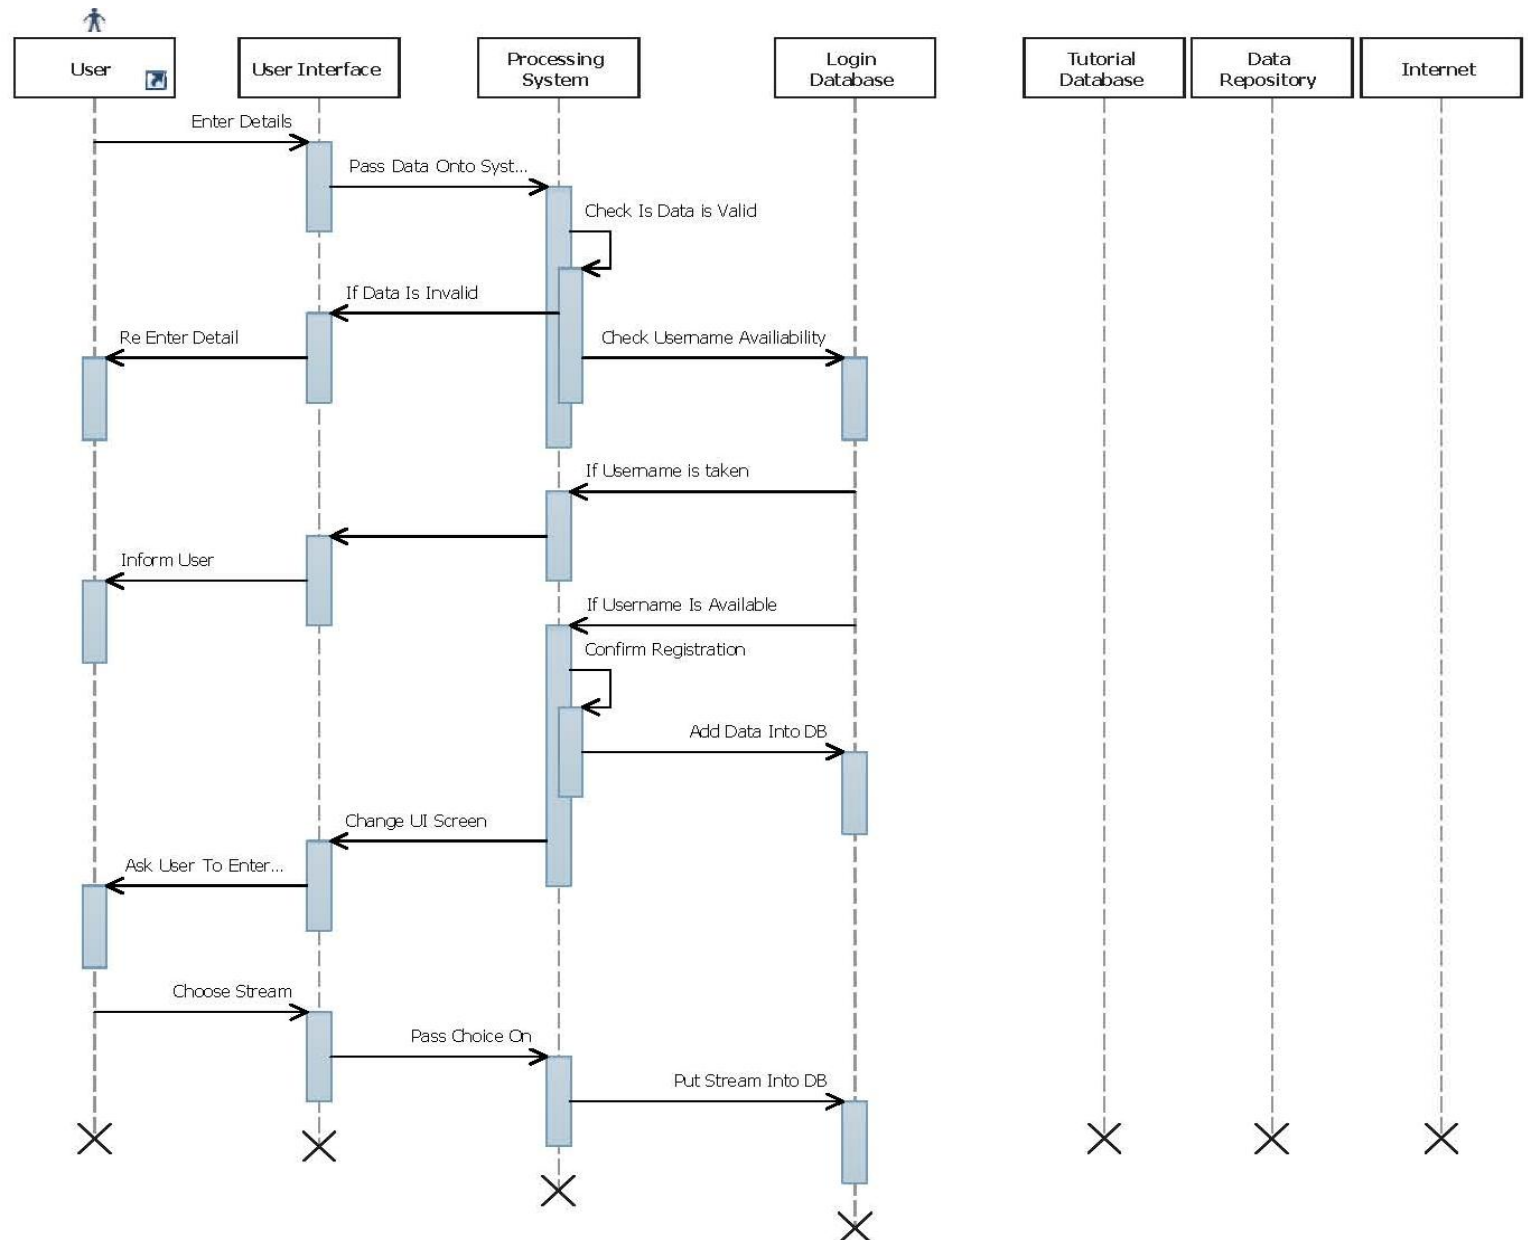 User
User Interface
Processing
System
Login
Database
Tutorial
Database
Data
Repository
Internet
Enter Details
Pass Data Onto Syst...
Check Is Data is Valid
If Data Is Invalid
Re Enter Detail
Check Username Availiability
If Username is taken
Inform User
If Username Is Available
Confirm Registration
Add Data Into DB
Change UI Screen
Ask User To Enter...
Choose Stream
Pass Choice On
Put Stream Into DB